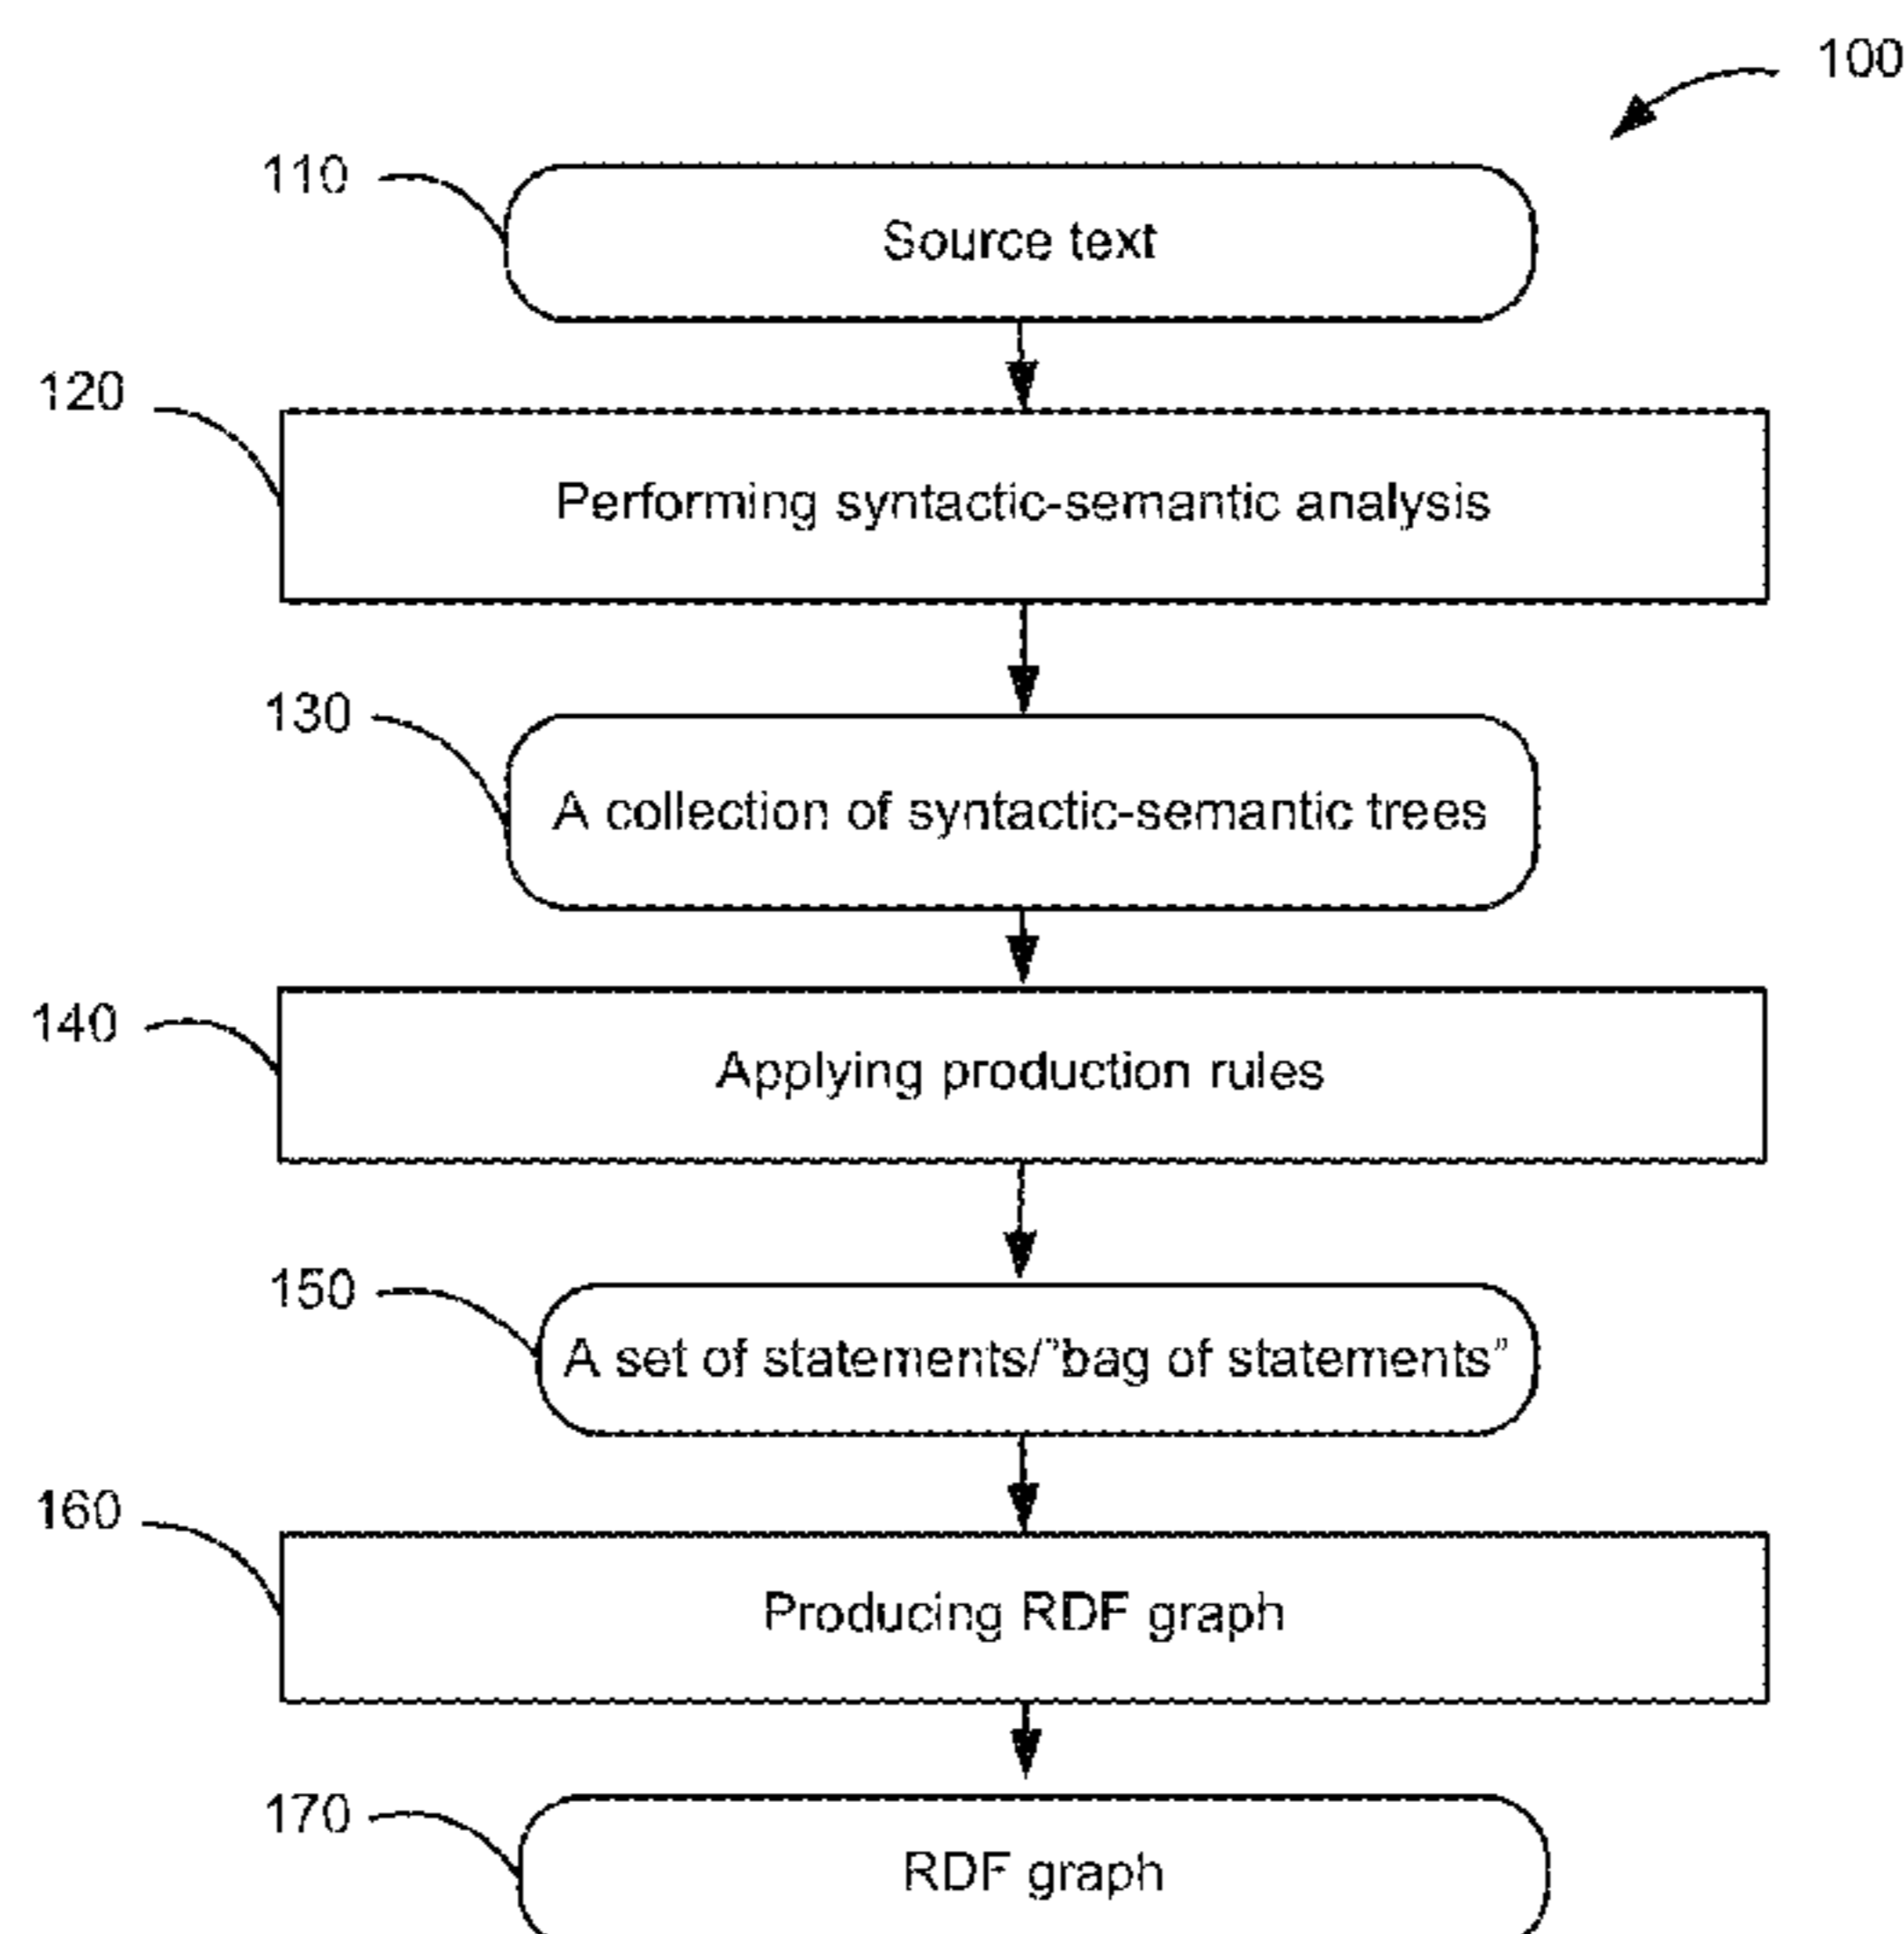 100
110
Source text
120
Performing syntactic-semantic analysis
130
A collection of syntactic-semantic trees
140
Applying production rules
150
A set of statements/”bag of statements”
160
Producing RDF graph
170
RDF graph